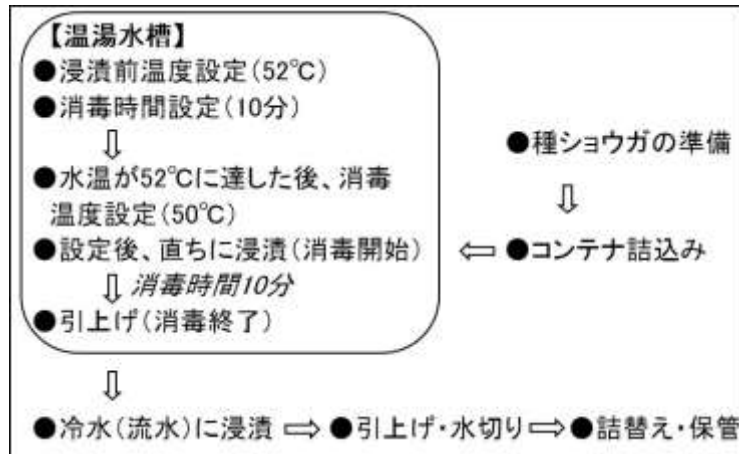 【温湯水槽】
●浸漬前温度設定(52℃)
●消毒時間設定(10分)
⇩
●水温が52℃に達した後、消毒
温度設定(50℃)
●設定後、直ちに浸漬(消毒開始)
⇩ 消毒時間10分
●引上げ(消毒終了)
●種ショウガの準備
⇩
⇦ ●コンテナ詰込み
⇩
●冷水(流水)に浸漬 ⇨ ●引上げ・水切り ⇨ ●詰替え・保管